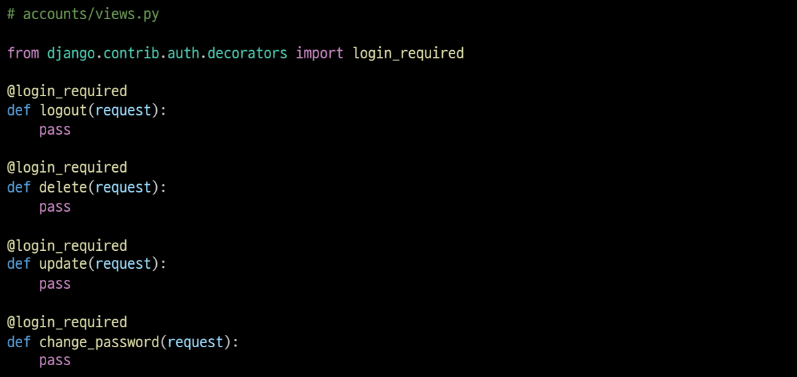 # accounts/views.py
from django.contrib.auth.decorators import login_required
@login_required
def logout(request):
    pass
@login_required
def delete(request):
    pass
@login_required
def update(request):
    pass
@login_required
def change_password(request):
    pass